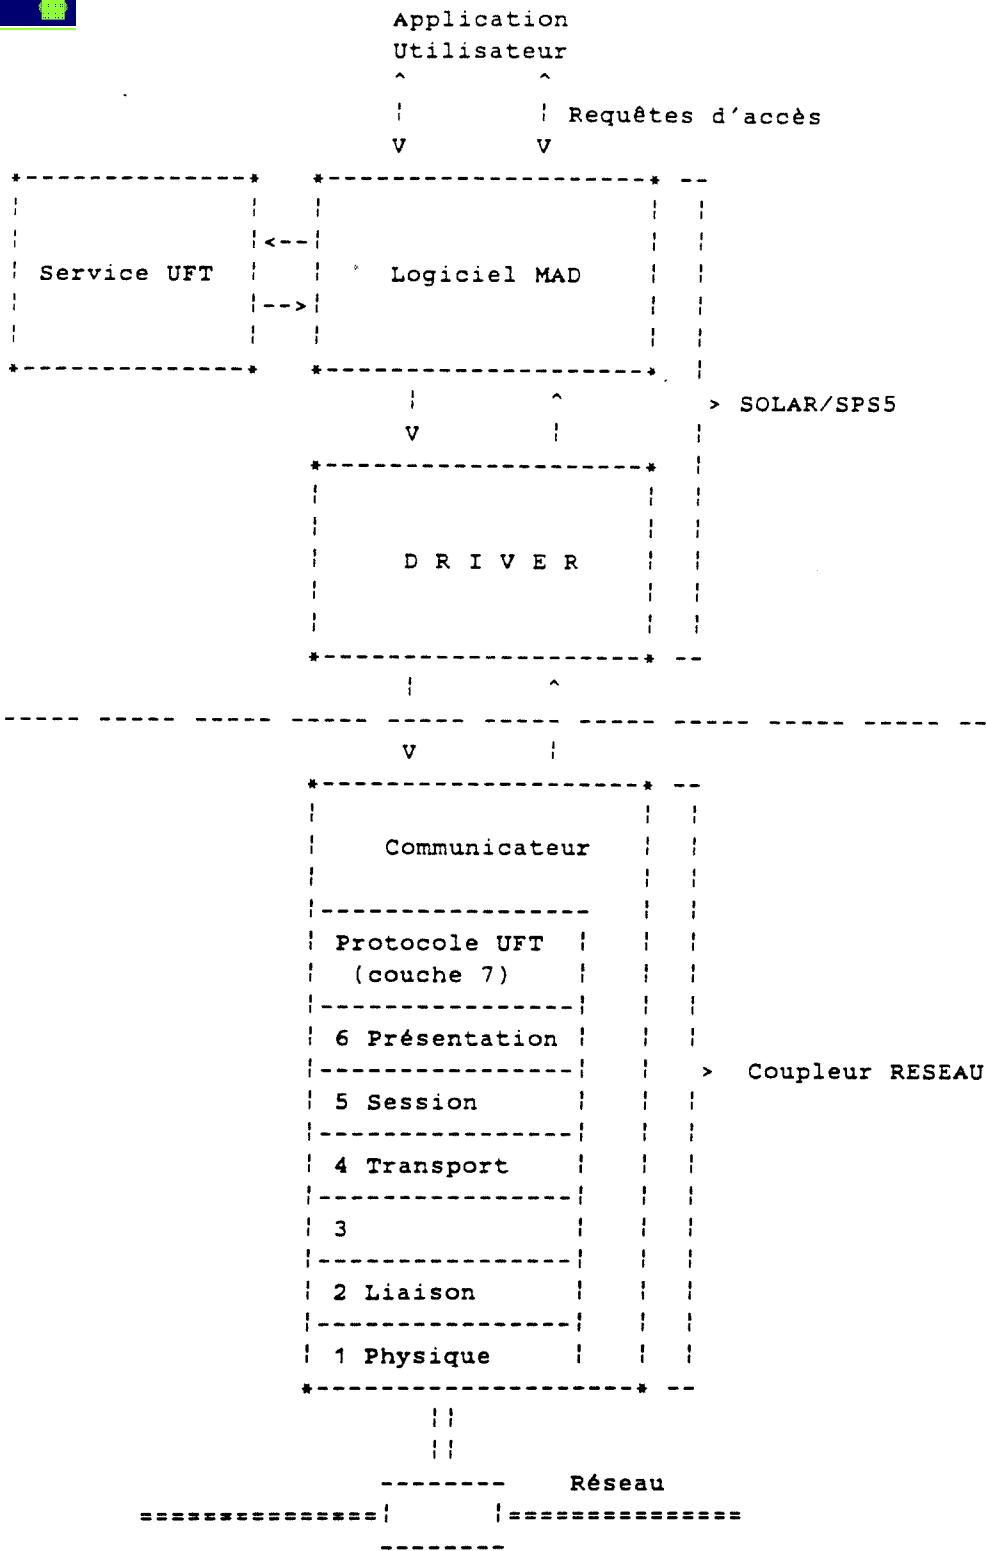 Application
Utilisateur
Requêtes d'accès
Service UFT
Logiciel MAD
> SOLAR/SPS5
D R I V E R
Communicateur
Protocole UFT
(couche 7)
6 Présentation
> Coupleur RESEAU
5 Session
4 Transport
3
2 Liaison
1 Physique
Réseau